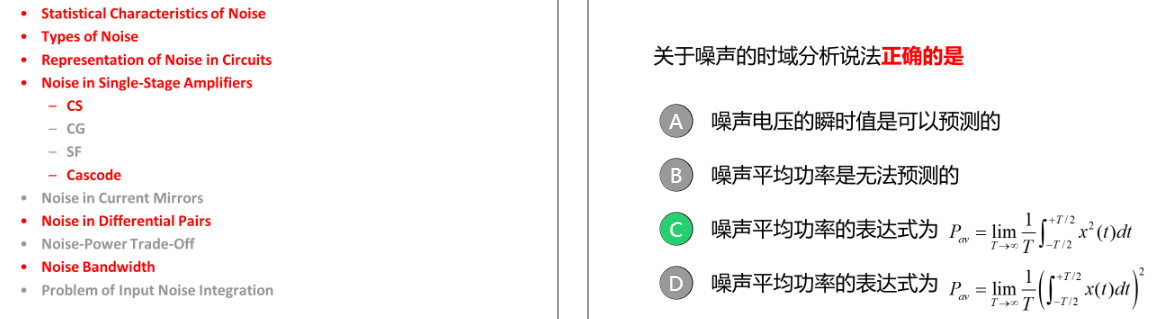 • Statistical Characteristics of Noise
• Types of Noise
• Representation of Noise in Circuits
• Noise in Single-Stage Amplifiers
– CS
– CG
– SF
– Cascode
• Noise in Current Mirrors
• Noise in Differential Pairs
• Noise-Power Trade-Off
• Noise Bandwidth
• Problem of Input Noise Integration
关于噪声的时域分析说法正确的是
A 噪声电压的瞬时值是可以预测的
B 噪声平均功率是无法预测的
C 噪声平均功率的表达式为 $P_{av} = \lim_{T \to \infty} \frac{1}{T} \int_{-T/2}^{+T/2} x^2(t)dt$
D 噪声平均功率的表达式为 $P_{av} = \lim_{T \to \infty} \frac{1}{T} \left( \int_{-T/2}^{+T/2} x(t)dt \right)^2$